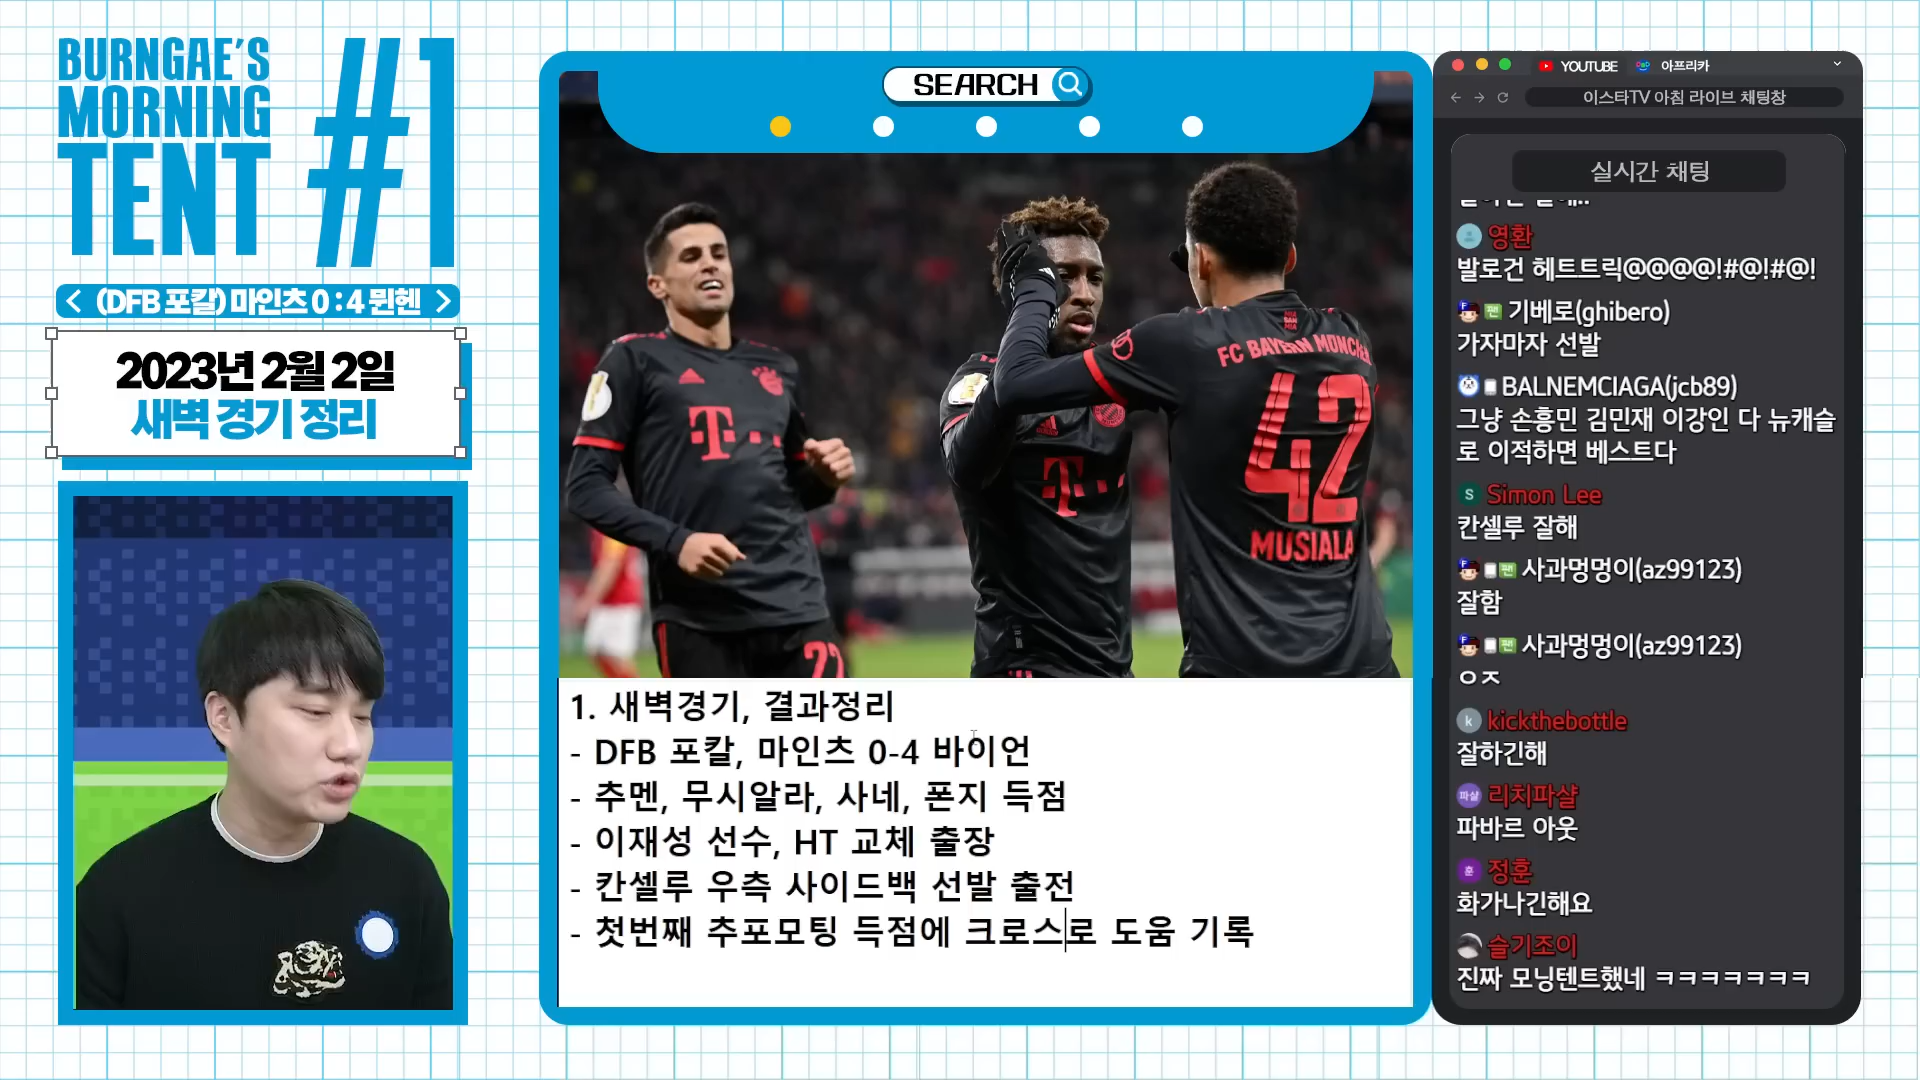 BURNGAE'S
MORNING
TENT
#1
< (DFB 포칼) 마인츠 0 : 4 뮌헨 >
2023년 2월 2일
새벽 경기 정리
SEARCH
FC BAYERN MÜNCHEN
42
MUSIALA
T
T
22
1. 새벽경기, 결과정리
- DFB 포칼, 마인츠 0-4 바이언
- 추멘, 무시알라, 사네, 폰지 득점
- 이재성 선수, HT 교체 출장
- 칸셀루 우측 사이드백 선발 출전
- 첫번째 추포모팅 득점에 크로스로 도움 기록
YOUTUBE
아프리카
이스타TV 아침 라이브 채팅창
실시간 채팅
영환
발로건 헤트트릭@@@@!#@!#@!
기베로(ghibero)
가자마자 선발
BALNEMCIAGA(jcb89)
그냥 손흥민 김민재 이강인 다 뉴캐슬
로 이적하면 베스트다
S Simon Lee
칸셀루 잘해
사과멍멍이(az99123)
잘함
사과멍멍이(az99123)
ㅇㅈ
k kickthebottle
잘하긴해
파샬 리치파샬
파바르 아웃
훈 정훈
화가나긴해요
슬기조이
진짜 모닝텐트했네 ㅋㅋㅋㅋㅋㅋㅋ